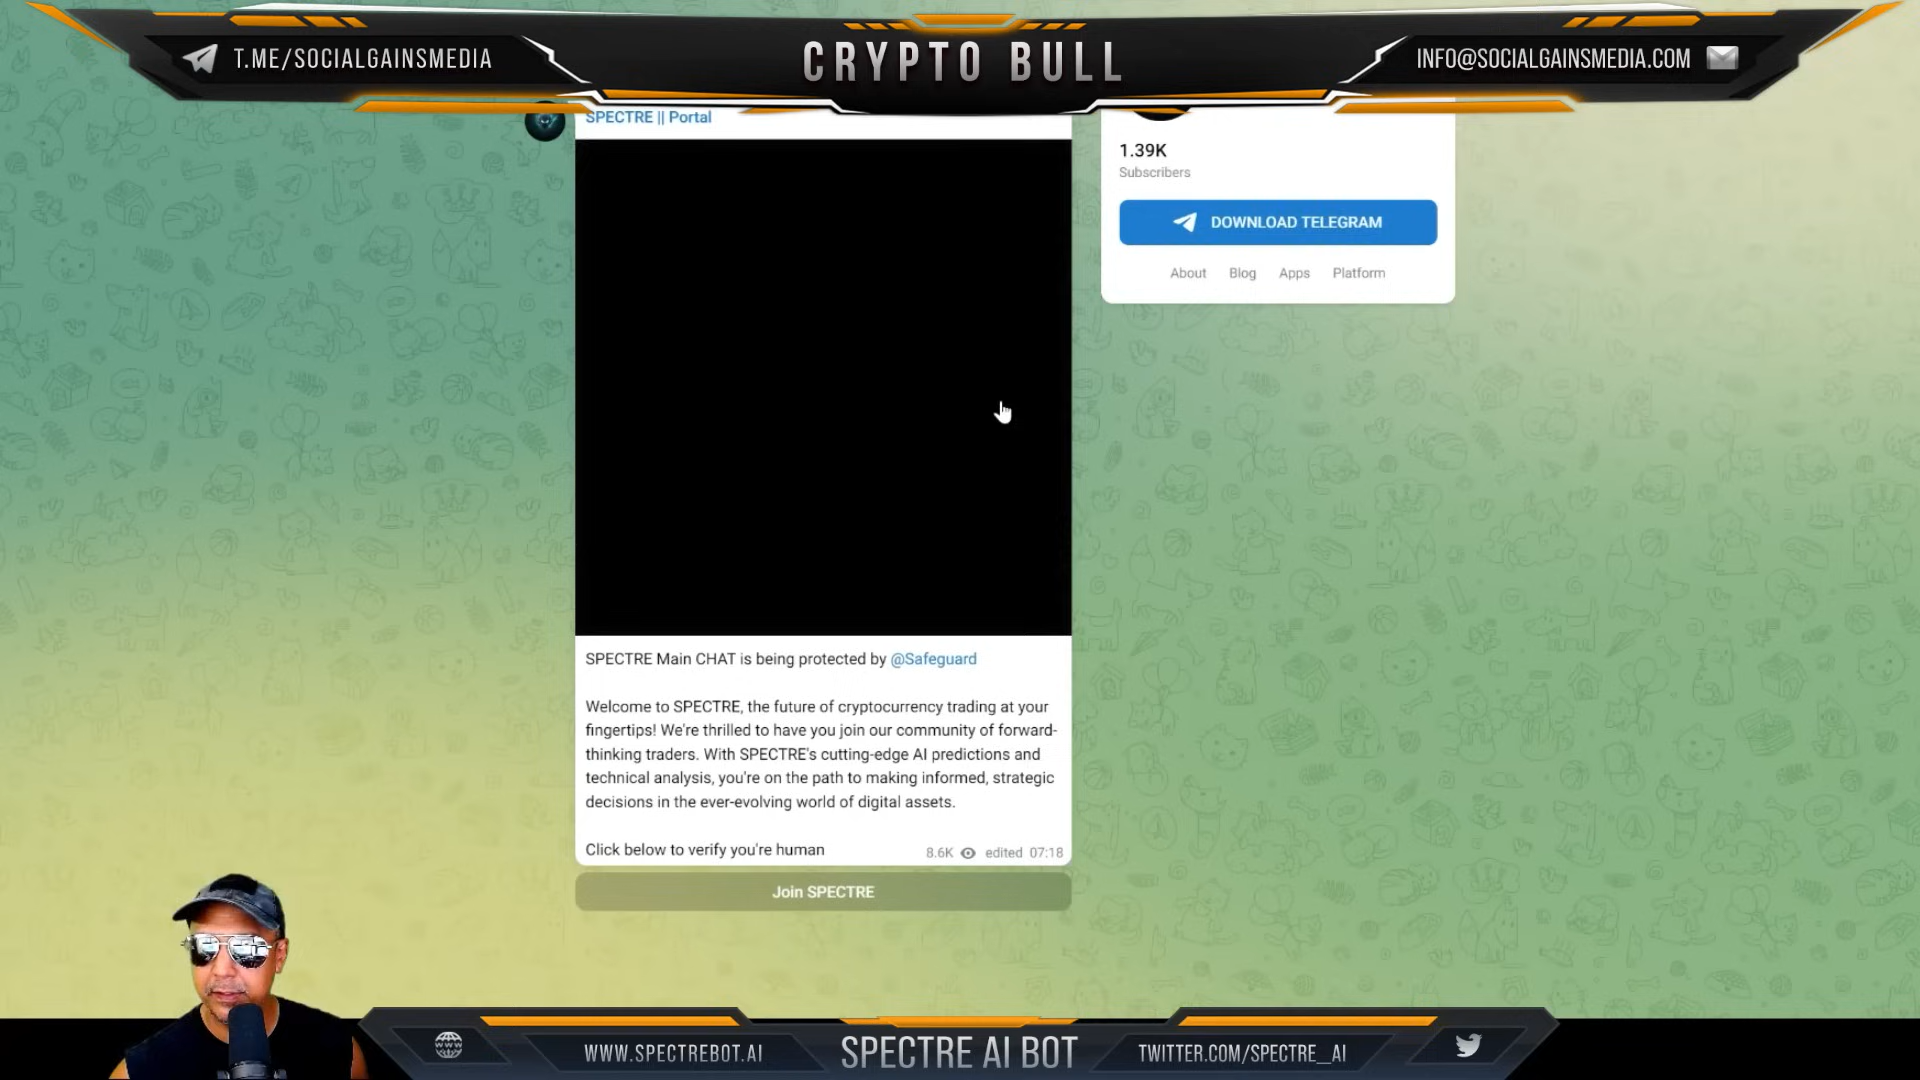 T.ME/SOCIALGAINSMEDIA
CRYPTO BULL
INFO@SOCIALGAINSMEDIA.COM
SPECTRE || Portal
1.39K
Subscribers
DOWNLOAD TELEGRAM
About Blog Apps Platform
SPECTRE Main CHAT is being protected by @Safeguard
Welcome to SPECTRE, the future of cryptocurrency trading at your
fingertips! We're thrilled to have you join our community of forward-
thinking traders. With SPECTRE's cutting-edge AI predictions and
technical analysis, you're on the path to making informed, strategic
decisions in the ever-evolving world of digital assets.
Click below to verify you're human
8.6K edited 07:18
Join SPECTRE
WWW.SPECTREBOT.AI
SPECTRE AI BOT
TWITTER.COM/SPECTRE__AI